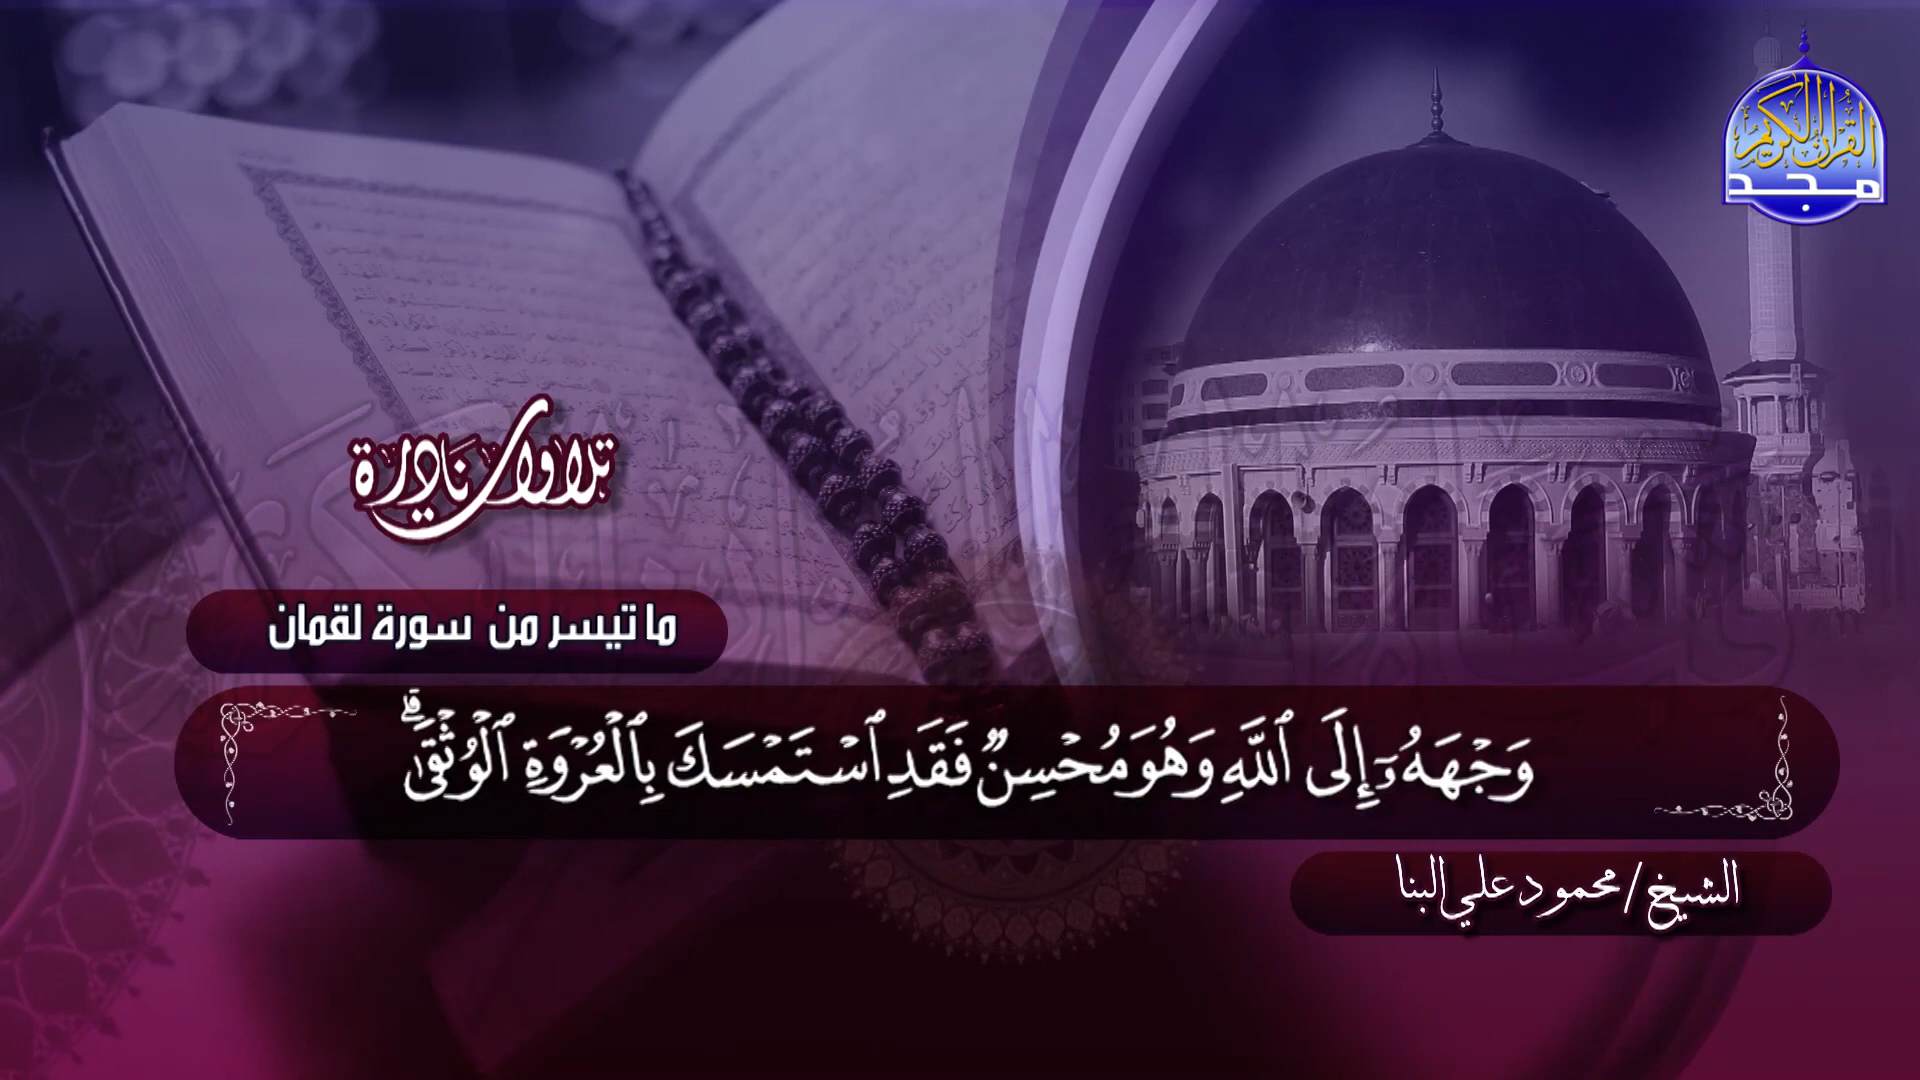 القرآن الكريم
مجد
تلاوات نادرة
ما تيسر من سورة لقمان
وَجْهَهُۥٓ إِلَى ٱللَّهِ وَهُوَ مُحْسِنٌ فَقَدِ ٱسْتَمْسَكَ بِٱلْعُرْوَةِ ٱلْوُثْقَىٰ ۗ
الشيخ / محمود علي البنا